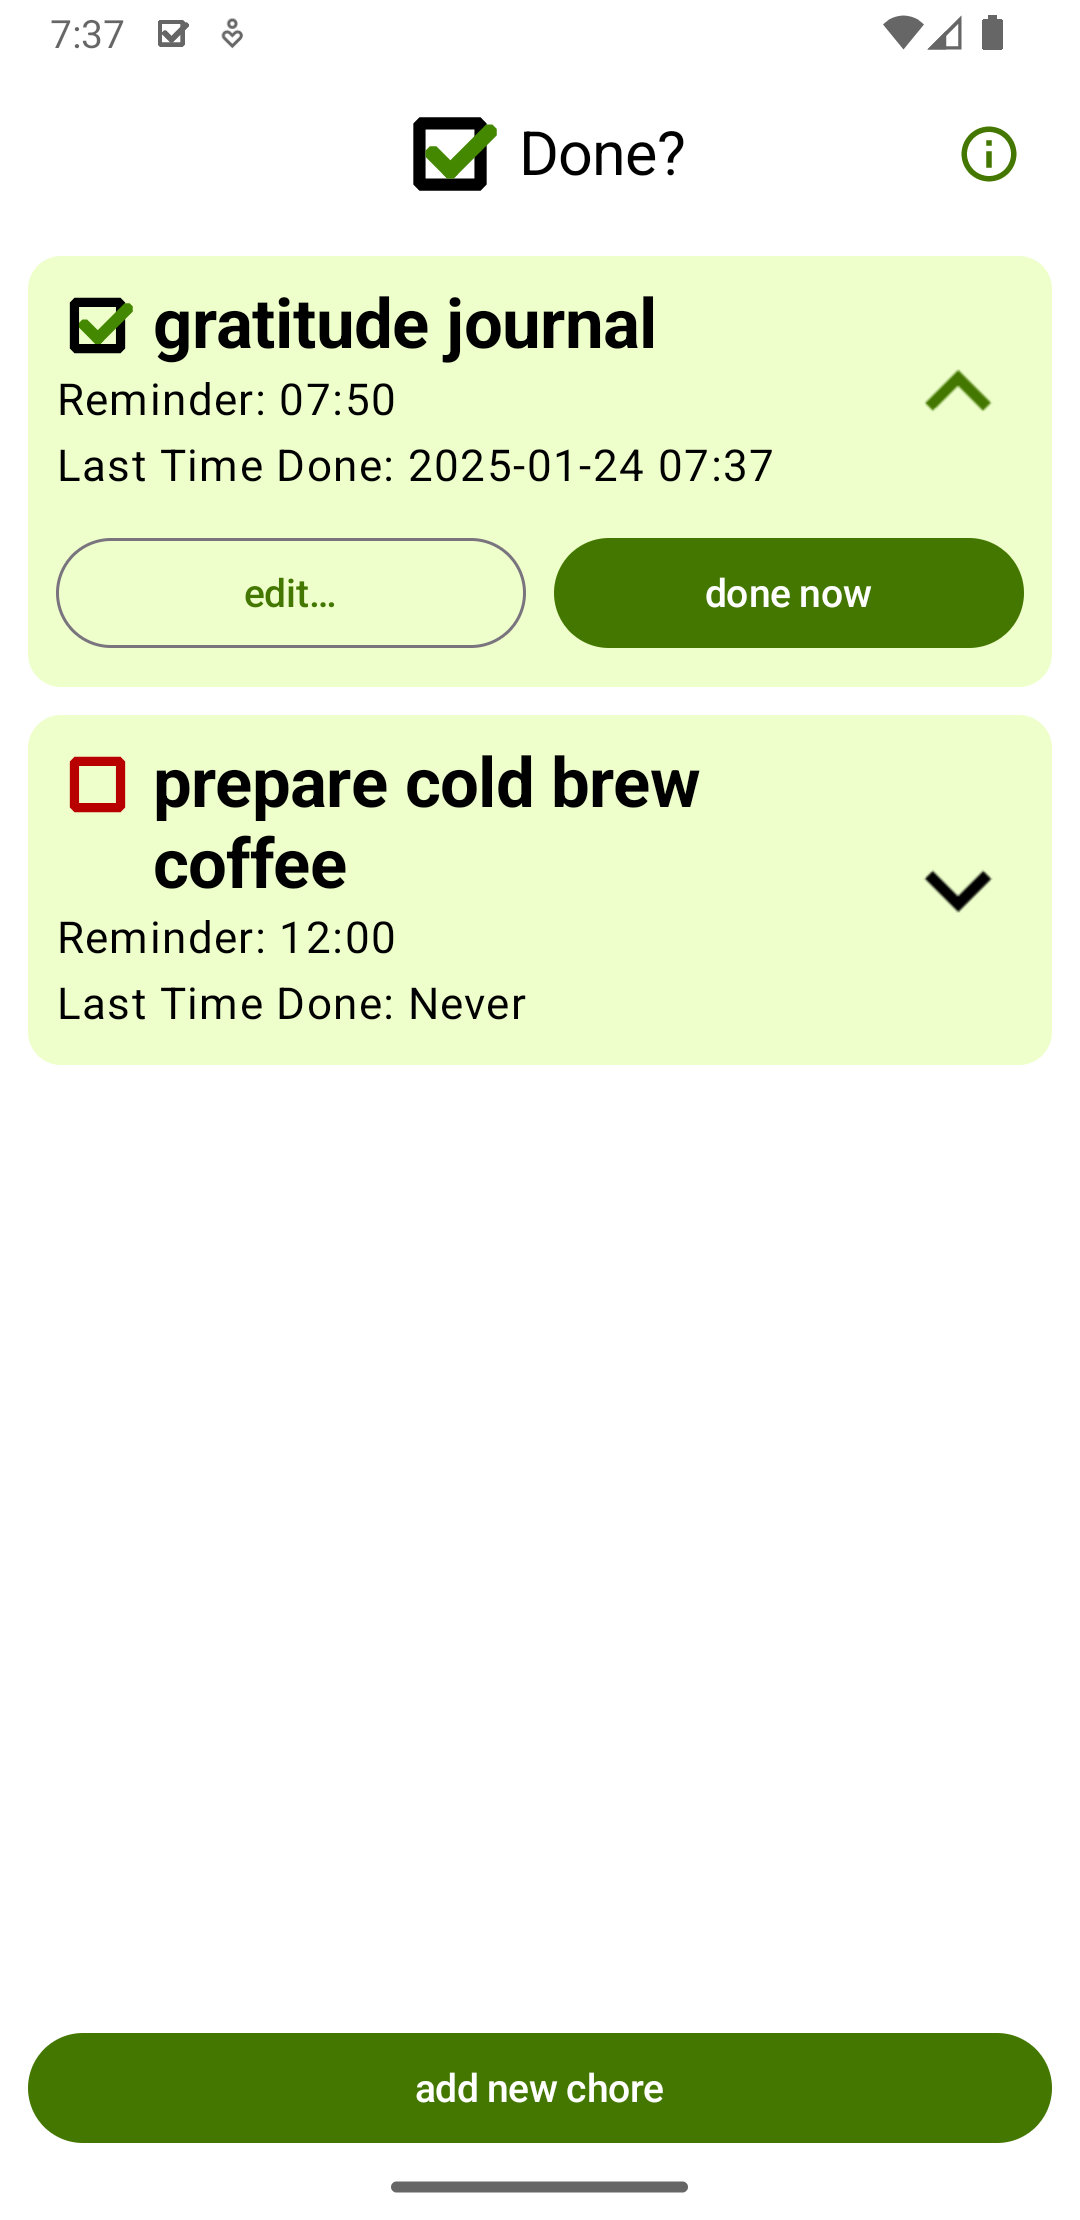 7:37
Done?
gratitude journal
Reminder: 07:50
Last Time Done: 2025-01-24 07:37
edit…
done now
prepare cold brew
coffee
Reminder: 12:00
Last Time Done: Never
add new chore